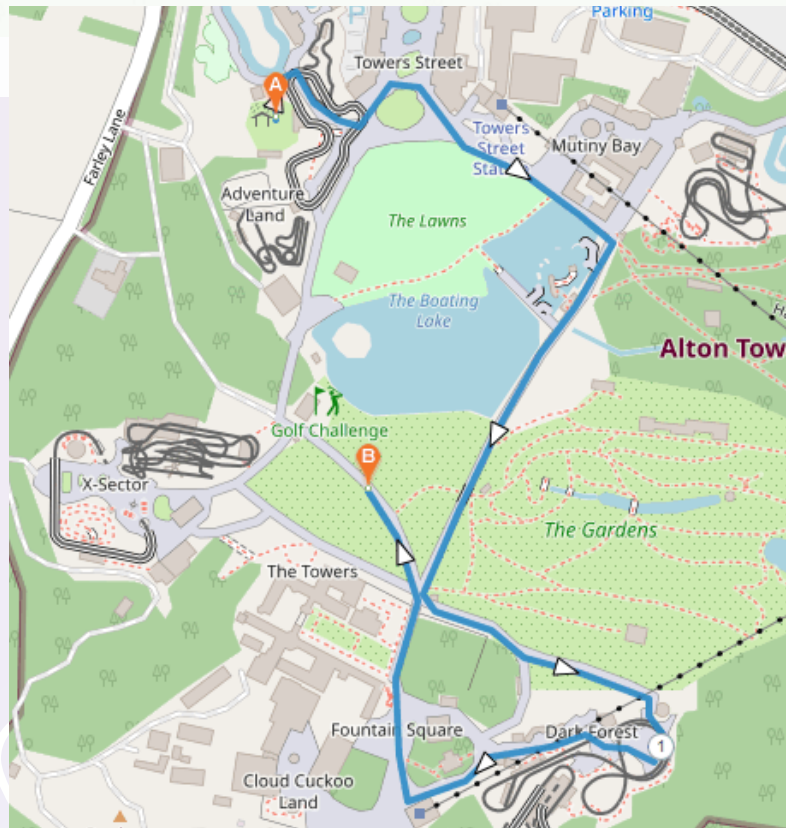 Parking
Towers Street
A
Farley Lane
Towers
Street
Stat
Mutiny Bay
Adventure
Land
The Lawns
The Boating
Lake
Ha
Alton Tow
Golf Challenge
B
X-Sector
The Gardens
The Towers
Fountain Square
Dark Forest
1
Cloud Cuckoo
Land